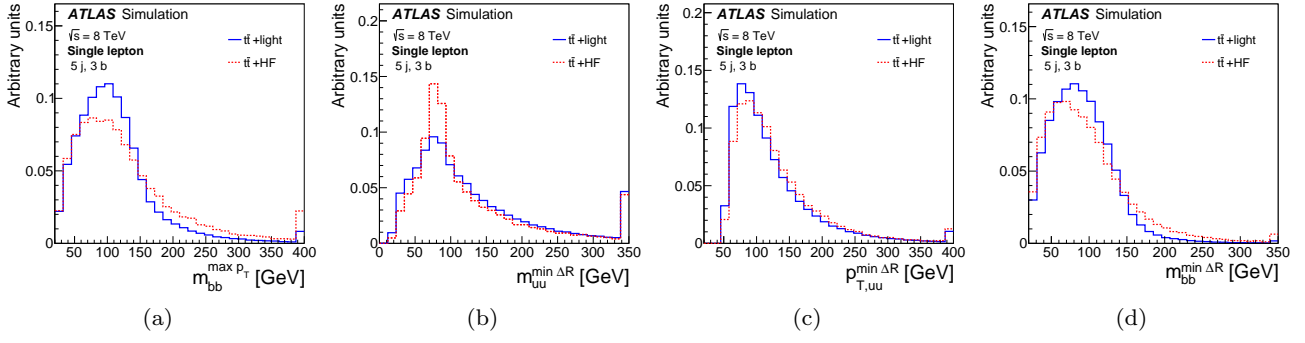 Arbitrary units
0.15
0.1
0.05
0
ATLAS Simulation
√s = 8 TeV
Single lepton
5 j, 3 b
tt̄+light
tt̄+HF
50 100 150 200 250 300 350 400
m_bb^max p_T [GeV]
(a)
Arbitrary units
0.2
0.15
0.1
0.05
0
ATLAS Simulation
√s = 8 TeV
Single lepton
5 j, 3 b
tt̄+light
tt̄+HF
0 50 100 150 200 250 300 350
m_uu^min ΔR [GeV]
(b)
Arbitrary units
0.2
0.15
0.1
0.05
0
ATLAS Simulation
√s = 8 TeV
Single lepton
5 j, 3 b
tt̄+light
tt̄+HF
50 100 150 200 250 300 350 400
p_T,uu^min ΔR [GeV]
(c)
Arbitrary units
0.15
0.1
0.05
0
ATLAS Simulation
√s = 8 TeV
Single lepton
5 j, 3 b
tt̄+light
tt̄+HF
50 100 150 200 250 300 350
m_bb^min ΔR [GeV]
(d)